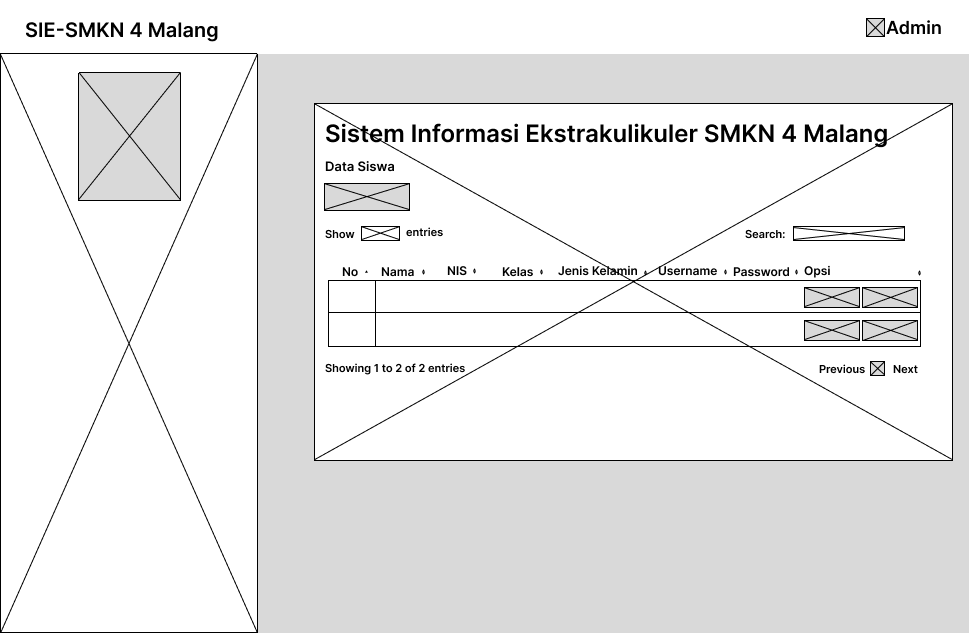 SIE-SMKN 4 Malang
Admin
Sistem Informasi Ekstrakulikuler SMKN 4 Malang
Data Siswa
Show entries
Search:
No Nama NIS Kelas Jenis Kelamin Username Password Opsi
Showing 1 to 2 of 2 entries
Previous Next